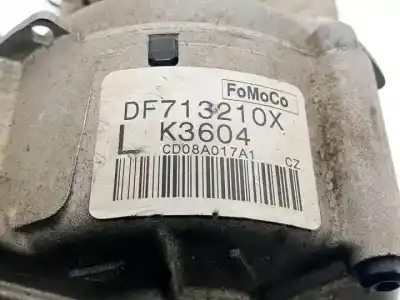 FoMoCo
DF713210X
L K3604
CD08A017A1
CZ